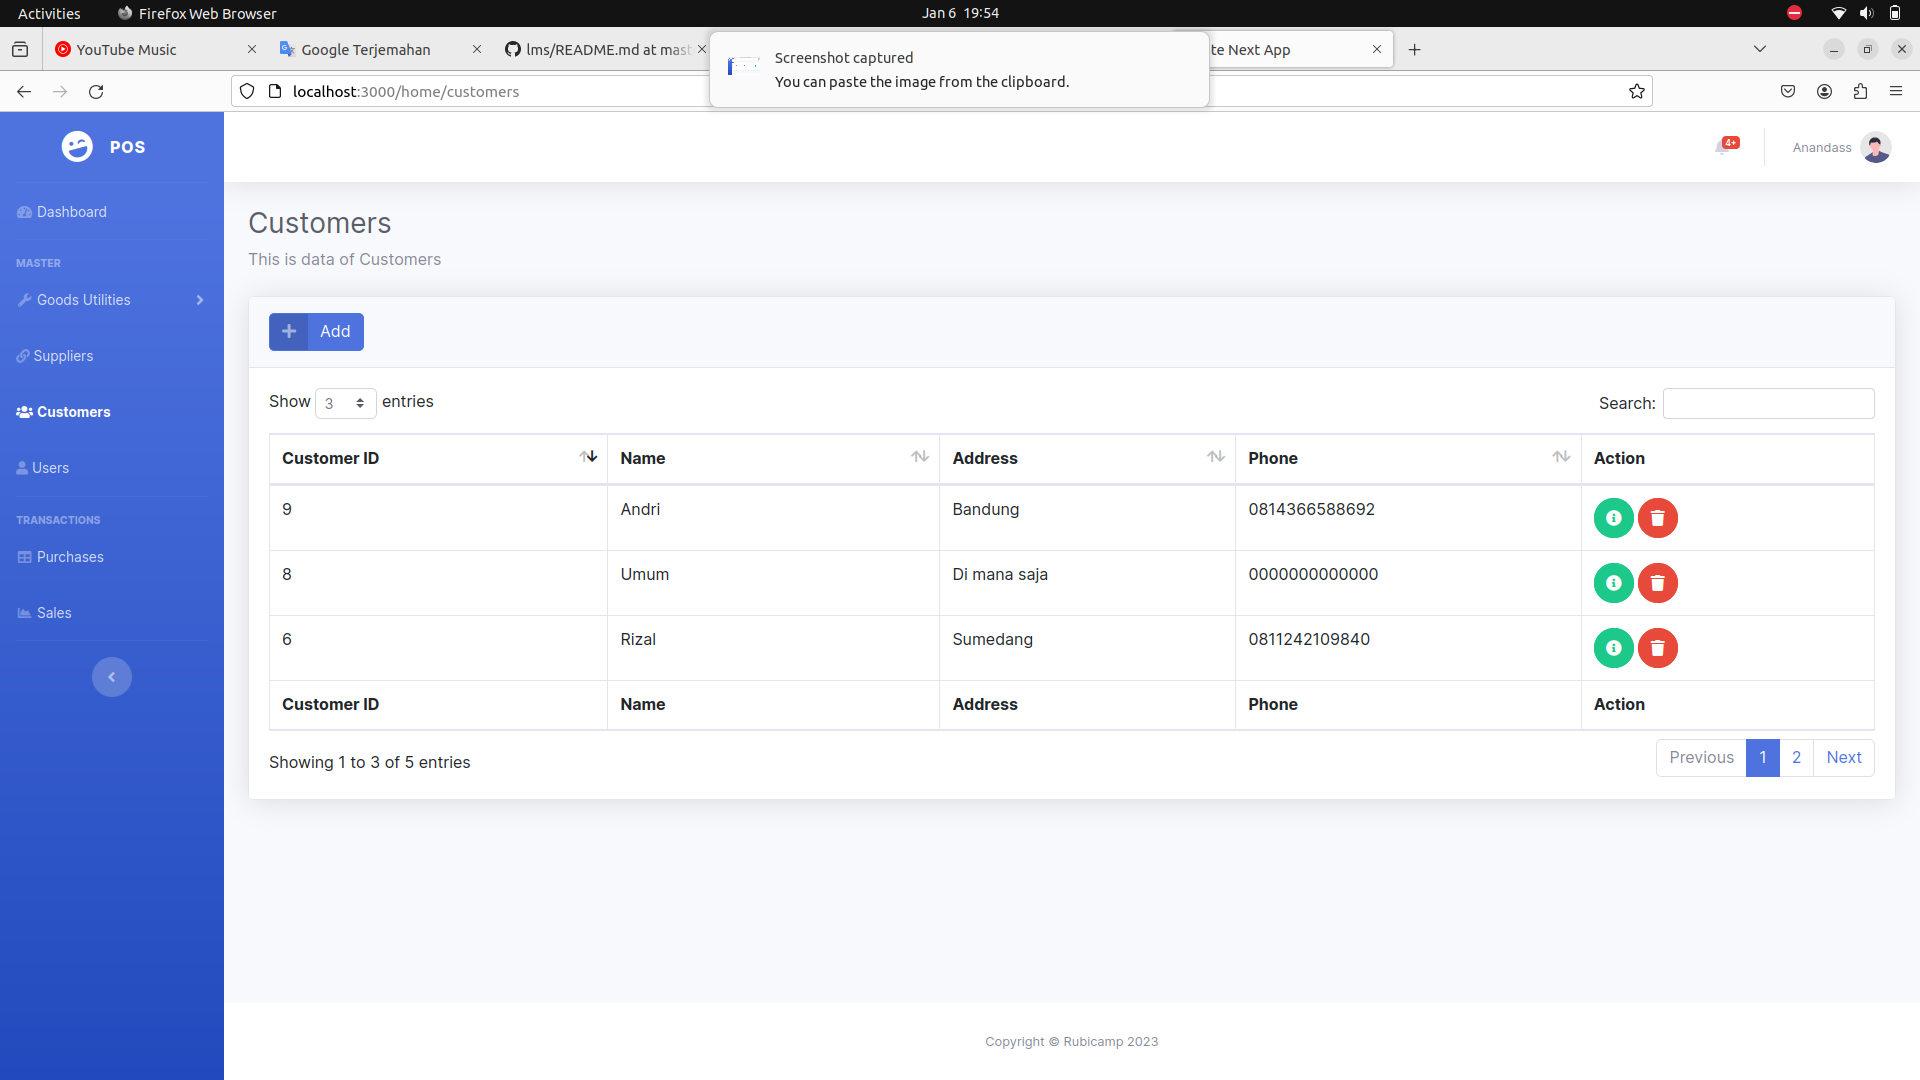 Activities Firefox Web Browser Jan 6 19:54
YouTube Music Google Terjemahan lms/README.md at mast te Next App
Screenshot captured
You can paste the image from the clipboard.
localhost:3000/home/customers
POS
4+ Anandass
Dashboard
MASTER
Goods Utilities
Suppliers
Customers
Users
TRANSACTIONS
Purchases
Sales
Customers
This is data of Customers
Add
Show 3 entries Search:
Customer ID Name Address Phone Action
9 Andri Bandung 0814366588692
8 Umum Di mana saja 0000000000000
6 Rizal Sumedang 0811242109840
Customer ID Name Address Phone Action
Showing 1 to 3 of 5 entries Previous 1 2 Next
Copyright © Rubicamp 2023